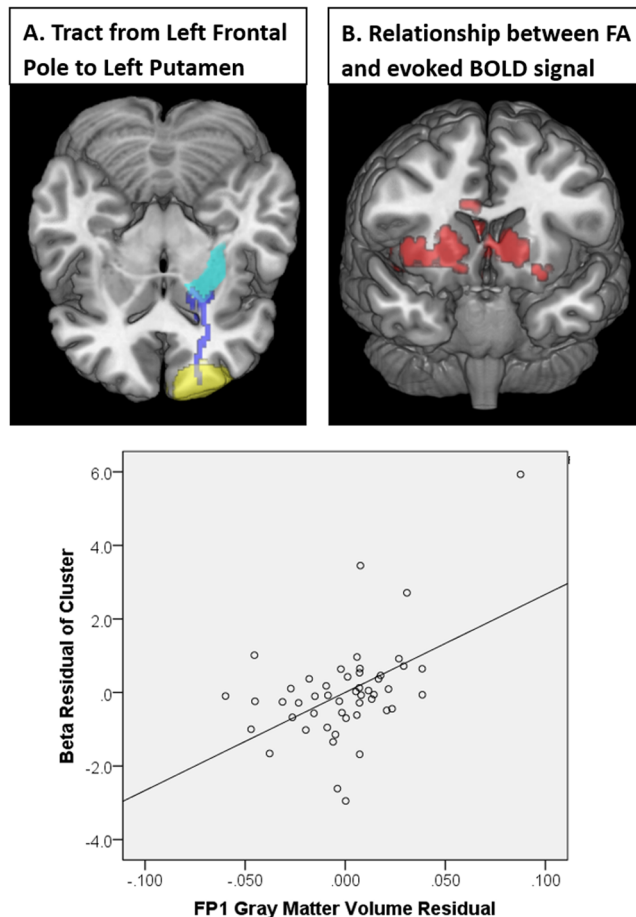 A. Tract from Left Frontal
Pole to Left Putamen
B. Relationship between FA
and evoked BOLD signal
6.0
4.0
2.0
.0
-2.0
-4.0
Beta Residual of Cluster
-.100
-.050
.000
.050
.100
FP1 Gray Matter Volume Residual